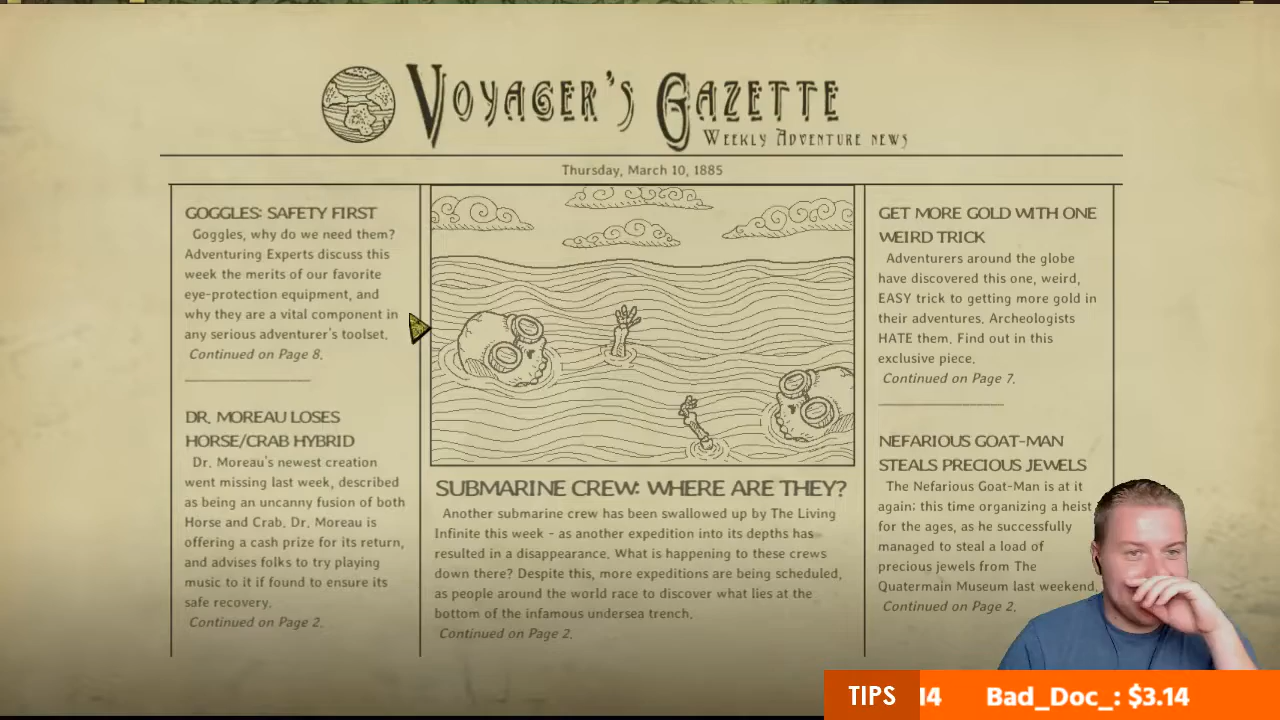 VOYAGER'S GAZETTE
WEEKLY ADVENTURE NEWS
Thursday, March 10, 1885
GOGGLES: SAFETY FIRST
Goggles, why do we need them?
Adventuring Experts discuss this
week the merits of our favorite
eye-protection equipment, and
why they are a vital component in
any serious adventurer's toolset.
Continued on Page 8.
DR. MOREAU LOSES
HORSE/CRAB HYBRID
Dr. Moreau's newest creation
went missing last week, described
as being an uncanny fusion of both
Horse and Crab. Dr. Moreau is
offering a cash prize for its return,
and advises folks to try playing
music to it if found to ensure its
safe recovery.
Continued on Page 2.
SUBMARINE CREW: WHERE ARE THEY?
Another submarine crew has been swallowed up by The Living
Infinite this week - as another expedition into its depths has
resulted in a disappearance. What is happening to these crews
down there? Despite this, more expeditions are being scheduled,
as people around the world race to discover what lies at the
bottom of the infamous undersea trench.
Continued on Page 2.
GET MORE GOLD WITH ONE
WEIRD TRICK
Adventurers around the globe
have discovered this one, weird,
EASY trick to getting more gold in
their adventures. Archeologists
HATE them. Find out in this
exclusive piece.
Continued on Page 7.
NEFARIOUS GOAT-MAN
STEALS PRECIOUS JEWELS
The Nefarious Goat-Man is at it
again: this time organizing a heist
for the ages, as he successfully
managed to steal a load of
precious jewels from The
Quatermain Museum last weekend.
Continued on Page 2.
TIPS 14 Bad_Doc_: $3.14